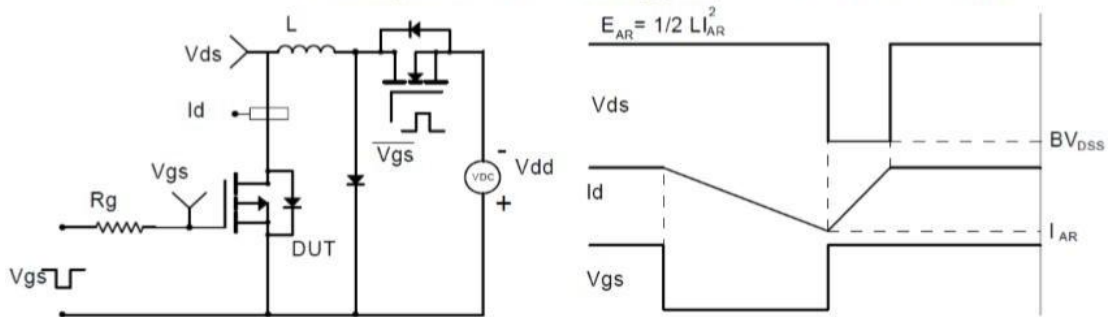 L
Vds
Id
Vgs
Vgs
Rg
DUT
Vgs
-
VDC
+
Vdd
E_AR = 1/2 LI_AR^2
Vds
BV_DSS
Id
I_AR
Vgs